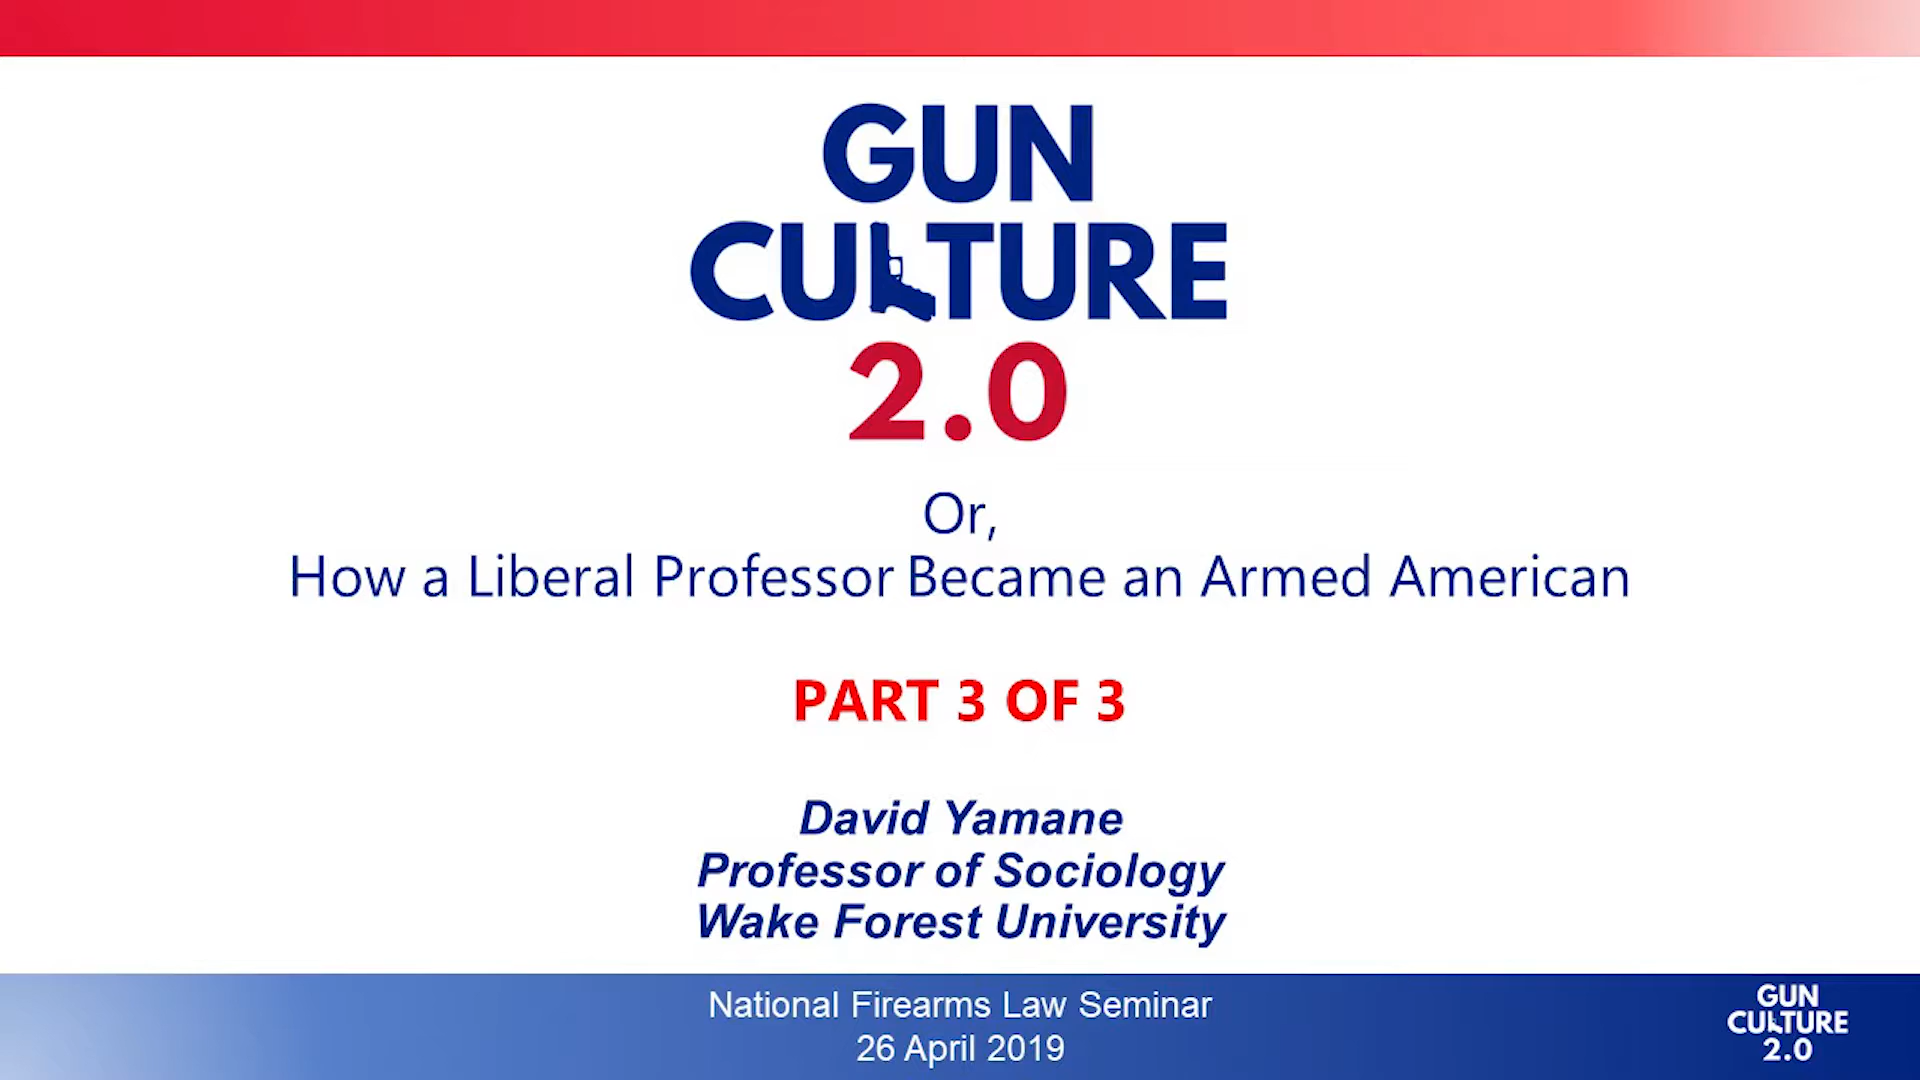 GUN
CULTURE
2.0
Or,
How a Liberal Professor Became an Armed American
PART 3 OF 3
David Yamane
Professor of Sociology
Wake Forest University
National Firearms Law Seminar
26 April 2019
GUN
CULTURE
2.0